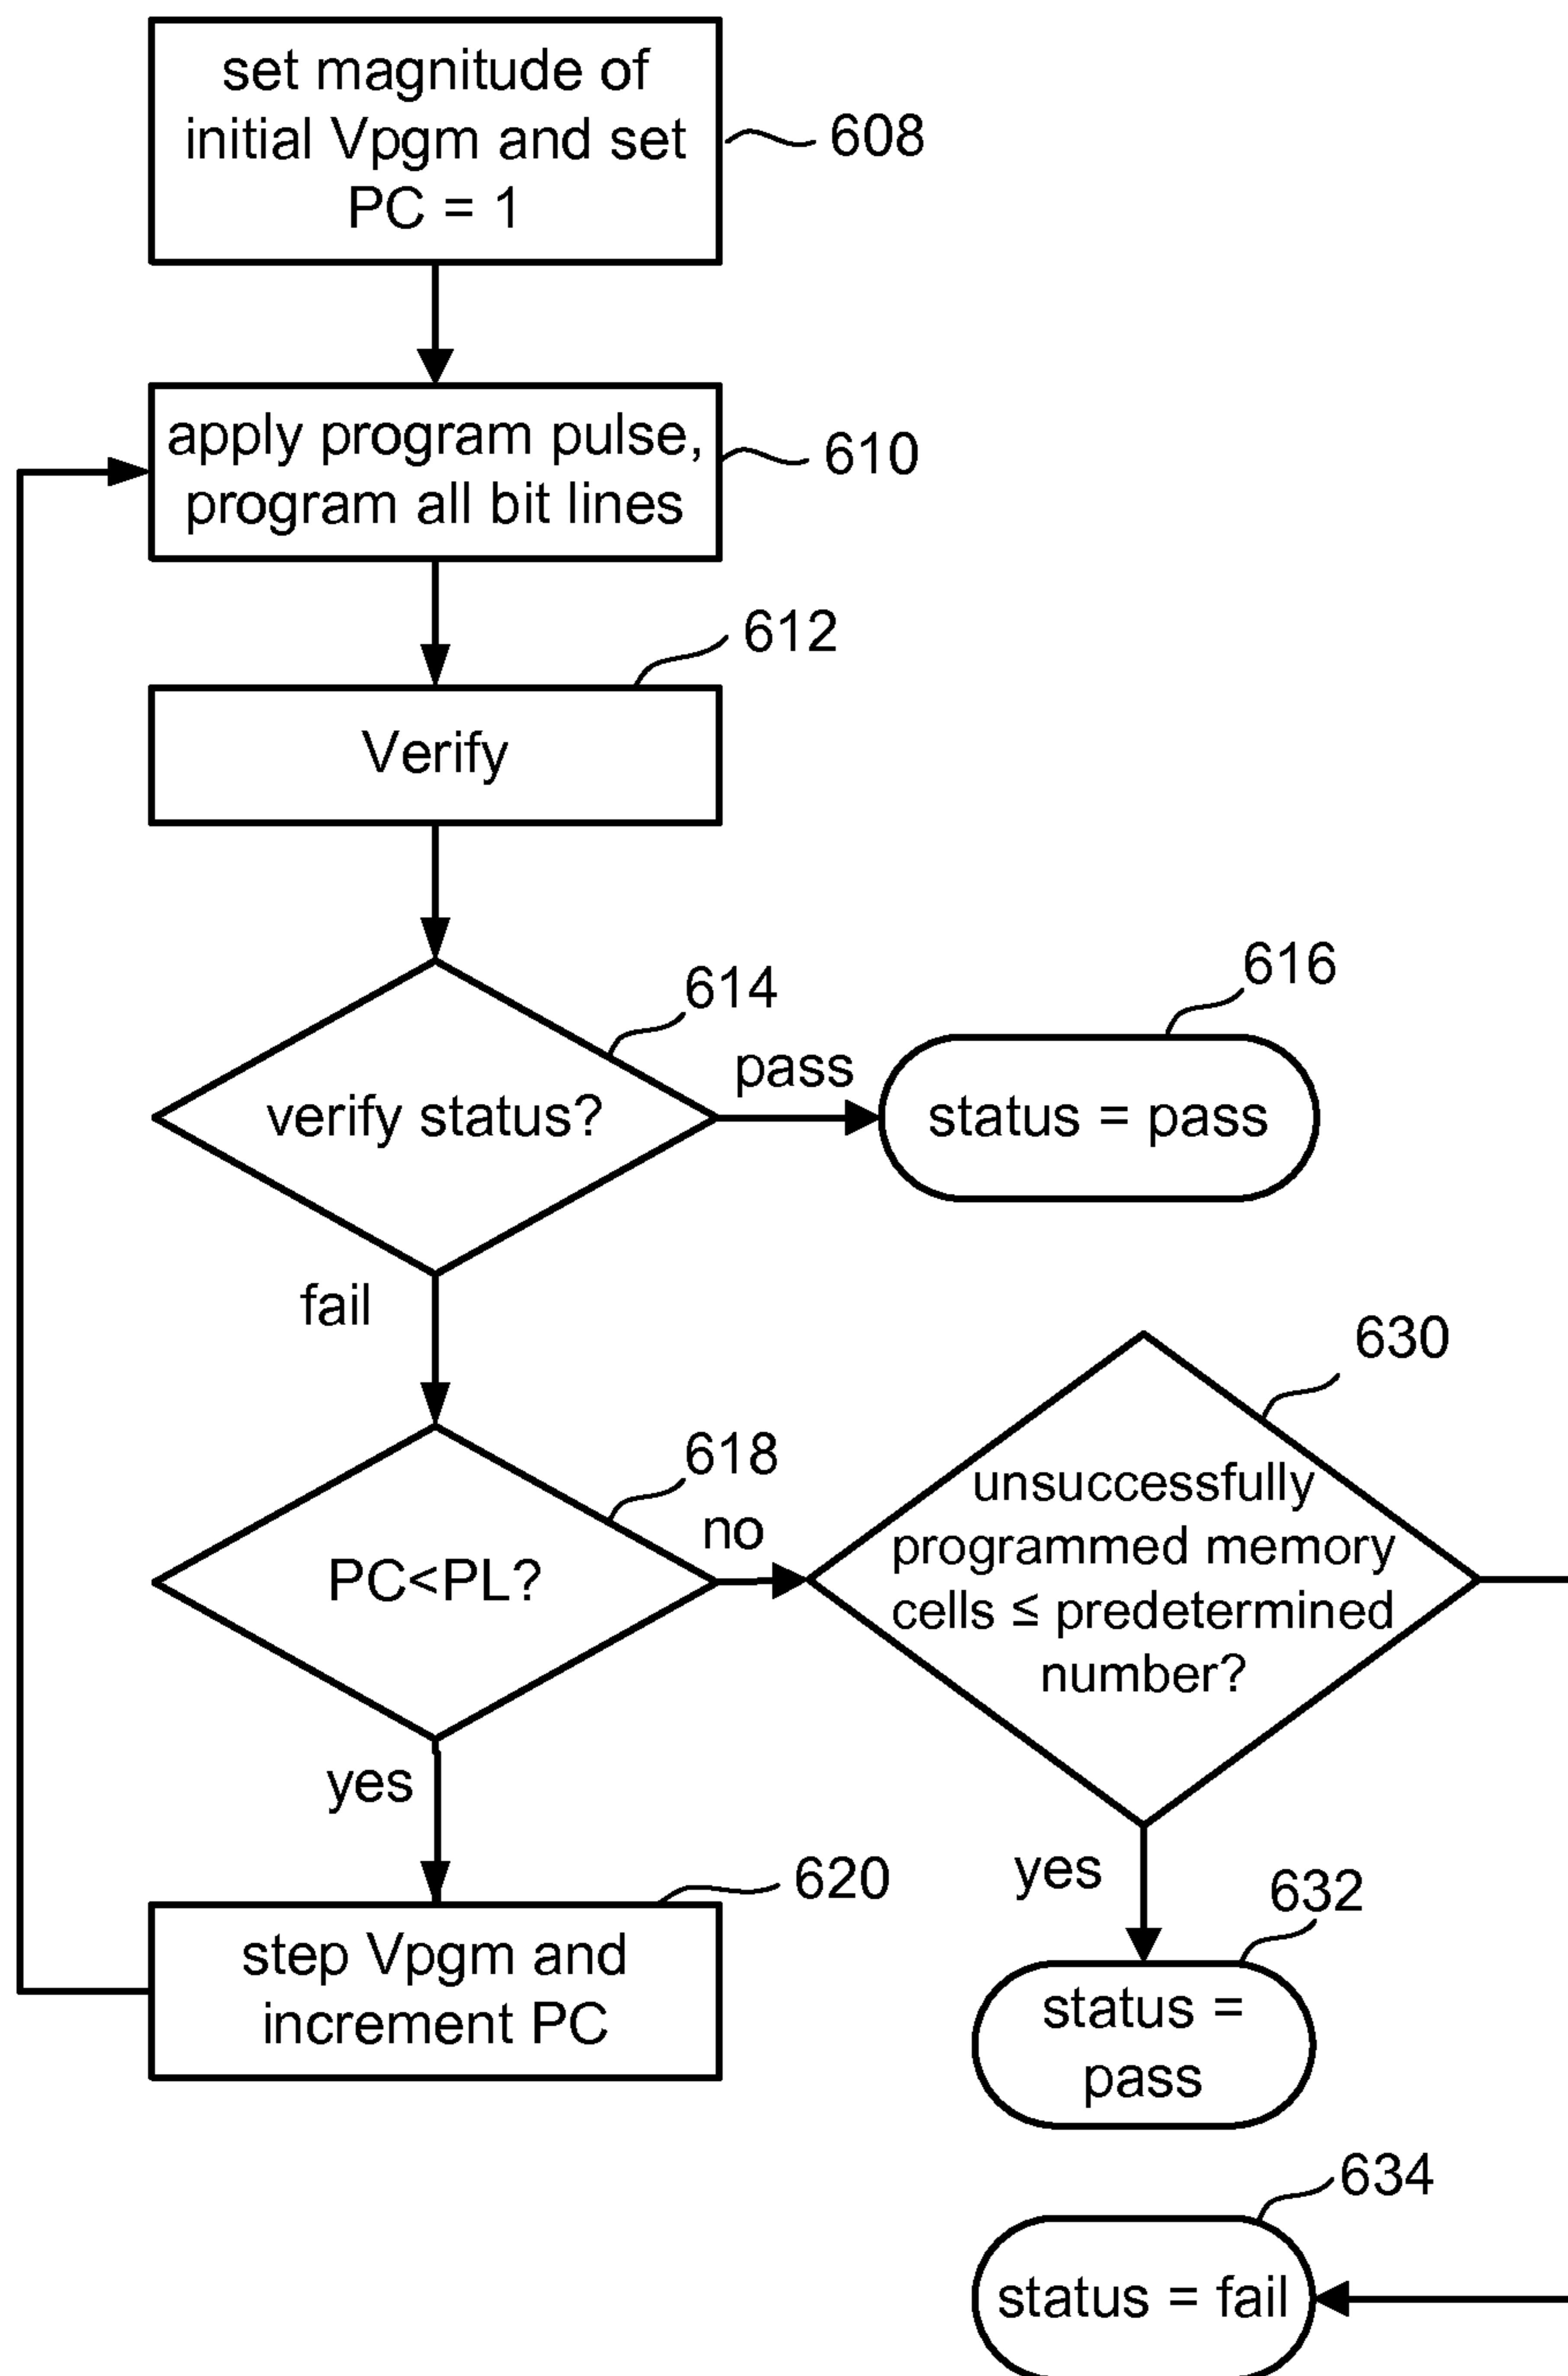 set magnitude of
initial Vpgm and set
PC = 1
608
apply program pulse,
program all bit lines
610
612
Verify
614
verify status?
pass
616
status = pass
fail
618
PC<PL?
no
630
unsuccessfully
programmed memory
cells ≤ predetermined
number?
yes
620
step Vpgm and
increment PC
yes
632
status =
pass
634
status = fail